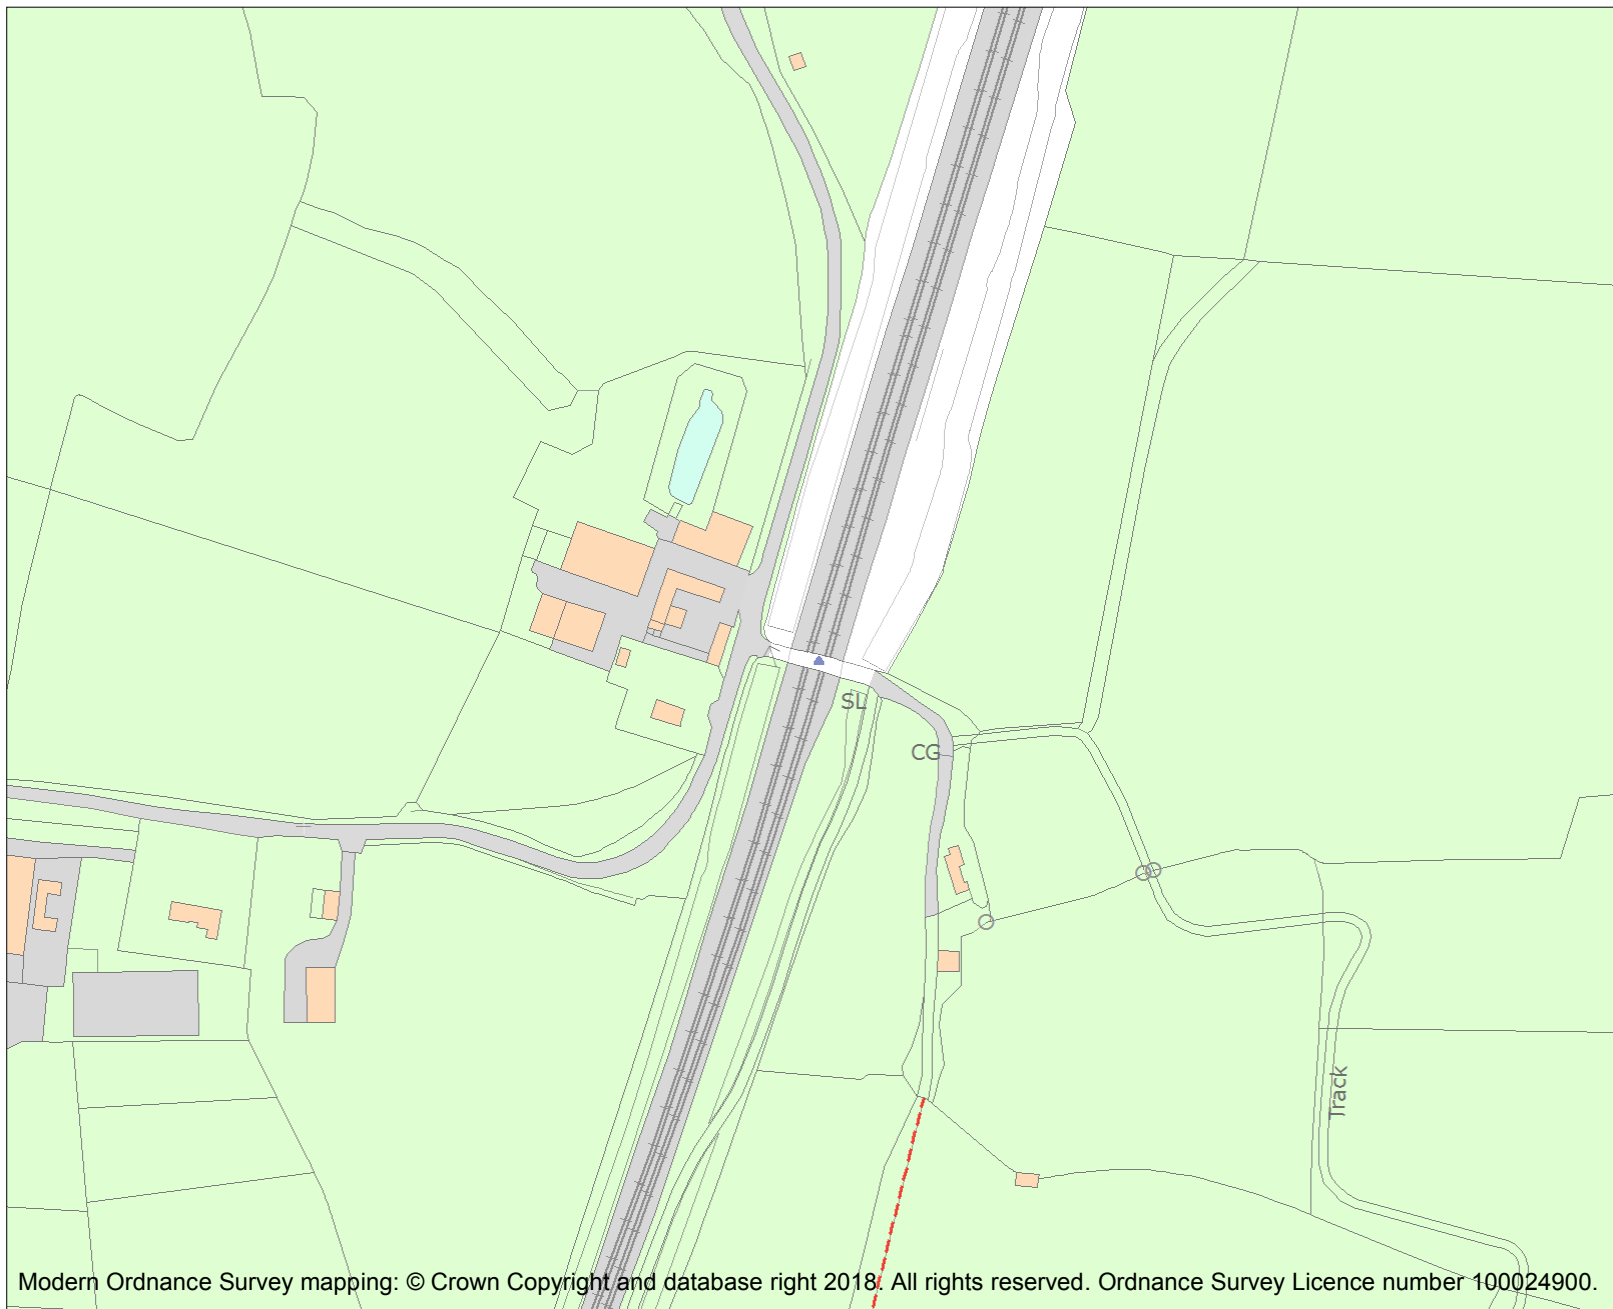 SL
CG
Track
Modern Ordnance Survey mapping: © Crown Copyright and database right 2018. All rights reserved. Ordnance Survey Licence number 100024900.